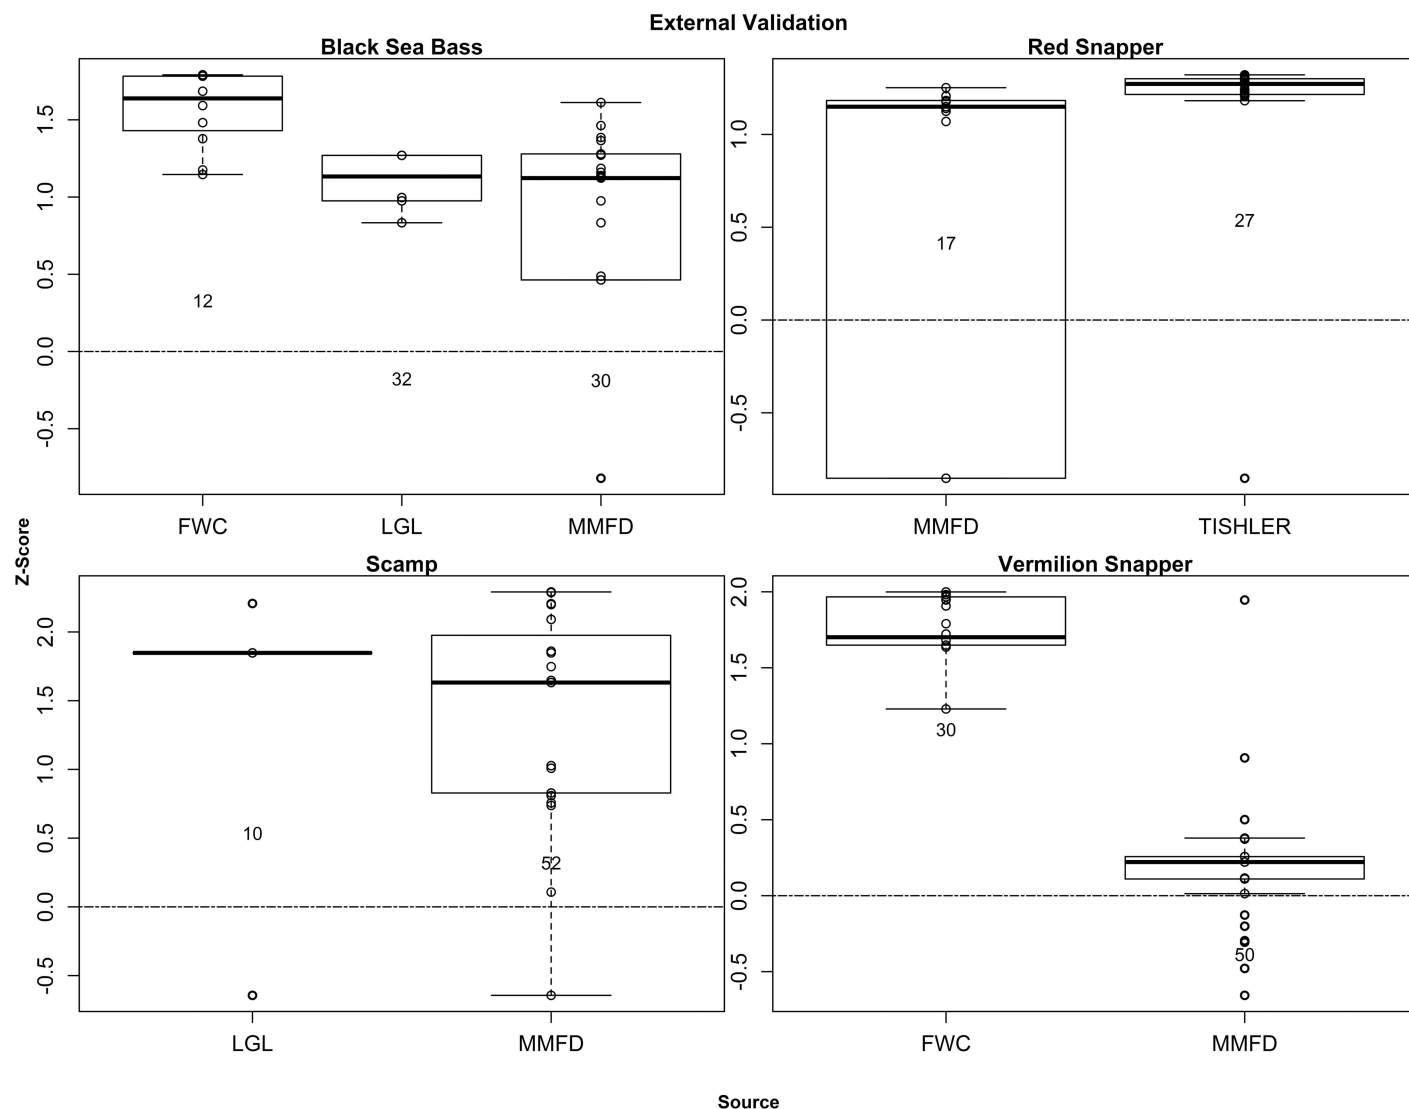 External Validation
Black Sea Bass
Red Snapper
1.5
1.0
0.5
0.0
-0.5
12
32
30
FWC
LGL
MMFD
1.0
0.5
0.0
-0.5
17
27
MMFD
TISHLER
Z-Score
Scamp
Vermilion Snapper
2.0
1.5
1.0
0.5
0.0
-0.5
10
52
LGL
MMFD
2.0
1.5
1.0
0.5
0.0
-0.5
30
50
FWC
MMFD
Source